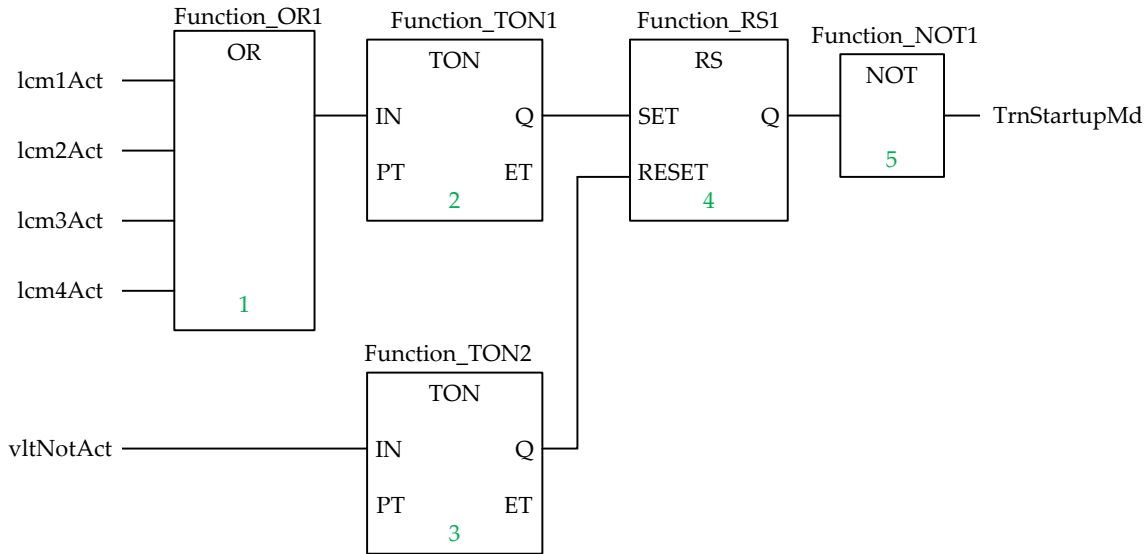 Function_OR1
OR
lcm1Act
lcm2Act
lcm3Act
lcm4Act
1
Function_TON1
TON
IN
Q
PT
ET
2
Function_RS1
RS
SET
Q
RESET
4
Function_NOT1
NOT
5
TrnStartupMd
Function_TON2
TON
vltNotAct
IN
Q
PT
ET
3